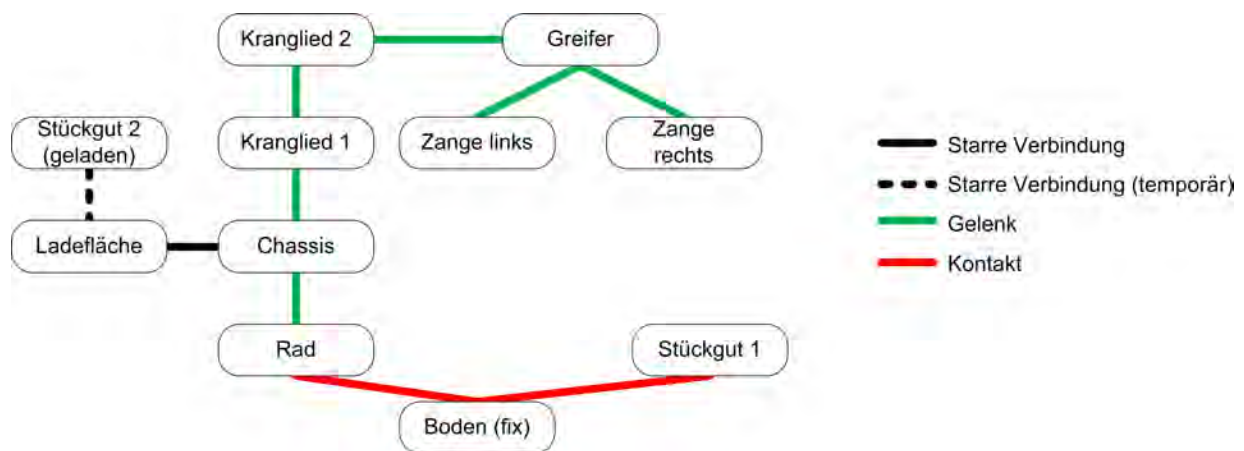 Kranglied 2
Greifer
Stückgut 2
(geladen)
Kranglied 1
Zange links
Zange
rechts
Ladefläche
Chassis
Rad
Stückgut 1
Boden (fix)
Starre Verbindung
Starre Verbindung (temporär)
Gelenk
Kontakt